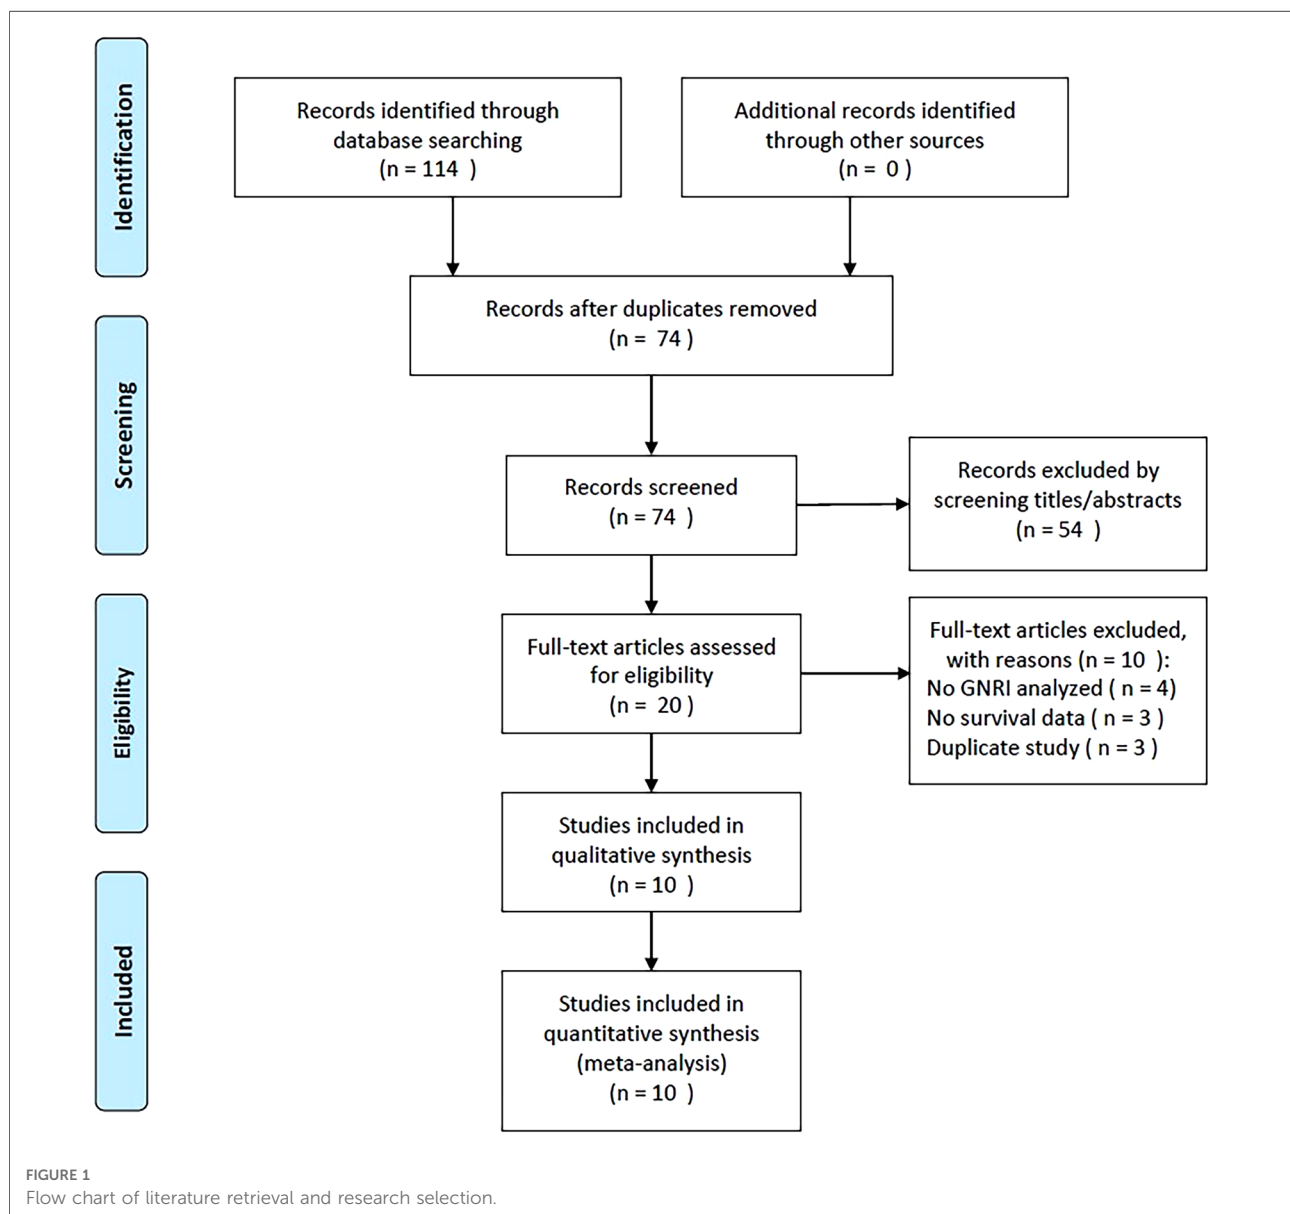 Identification
Records identified through
database searching
(n = 114 )
Additional records identified
through other sources
(n = 0 )
Records after duplicates removed
(n = 74 )
Screening
Records screened
(n = 74 )
Records excluded by
screening titles/abstracts
(n = 54 )
Eligibility
Full-text articles assessed
for eligibility
(n = 20 )
Full-text articles excluded,
with reasons (n = 10 ):
No GNRI analyzed ( n = 4)
No survival data ( n = 3 )
Duplicate study ( n = 3 )
Studies included in
qualitative synthesis
(n = 10 )
Included
Studies included in
quantitative synthesis
(meta-analysis)
(n = 10 )
FIGURE 1
Flow chart of literature retrieval and research selection.